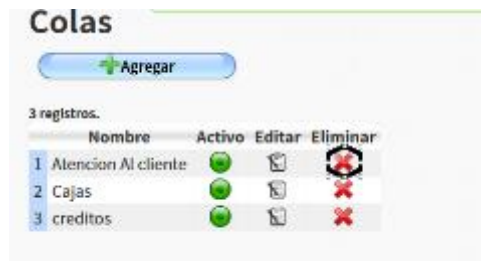 Colas
Agregar
3 registros.
Nombre Activo Editar Eliminar
1 Atencion Al cliente
2 Cajas
3 creditos